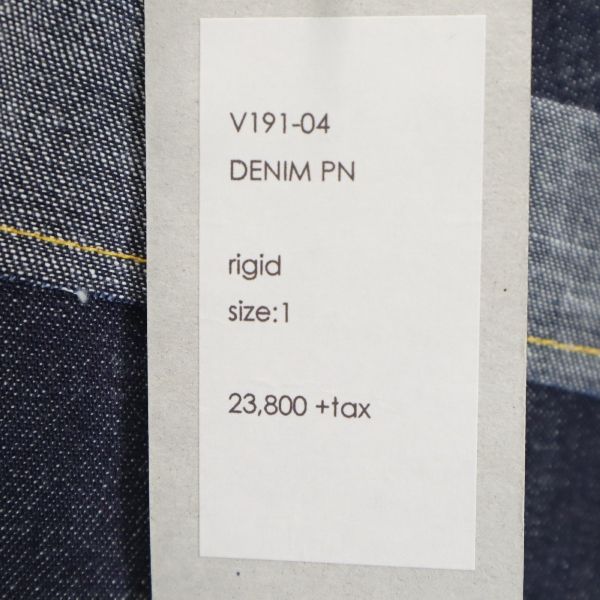 V191-04
DENIM PN
rigid
size:1
23,800 +tax